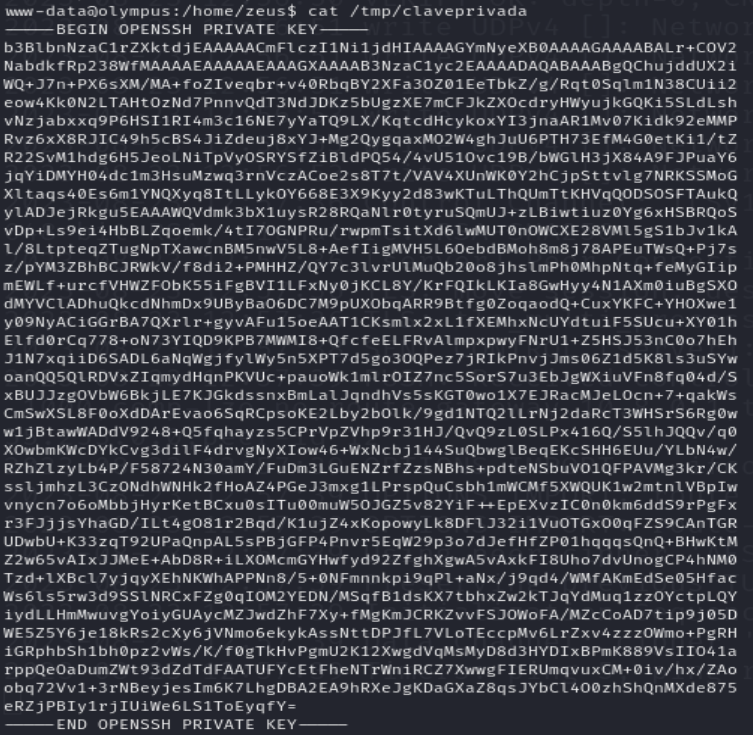 www-data@olympus:/home/zeus$ cat /tmp/claveprivada
-----BEGIN OPENSSH PRIVATE KEY-----
b3BlbnNzaC1rZXktdjEAAAAACmFlczI1Ni1jdHIAAAAGYmNyeXB0AAAAGAAAABALr+COV2
NabdkfRp238WfMAAAAEAAAAAEAAAGXAAAAB3NzaC1yc2EAAAADAQABAAABgQChujddUX2i
WQ+J7n+PX6sXM/MA+foZIveqbr+v40RbqBY2XFa3OZ01EeTbkZ/g/Rqt0Sqlm1N38CUii2
eow4Kk0N2LTAHtOzNd7PnnvQdT3NdJDKz5bUgzXE7mCFJkZXOcdryHWyujkGQKi5SLdLsh
vNzjabxxq9P6HSI1RI4m3c16NE7yYaTQ9LX/KqtcdHcykoxYI3jnaAR1Mv07Kidk92eMMP
Rvz6xX8RJIC49h5cBS4JiZdeuj8xYJ+Mg2QygqaxMO2W4ghJuU6PTH73EfM4G0etKi1/tZ
R22SvM1hdg6H5JeoLNiTpVyOSRYSfZiBldPQ54/4vU51Ovc19B/bWGlH3jX84A9FJPuaY6
jqYiDMYH04dc1m3HsuMzwq3rnVczACoe2s8T7t/VAV4XUnWK0Y2hCjpSttvlg7NRKSSMoG
Xltaqs40Es6m1YNQXyq8ItLLykOY668E3X9Kyy2d83wKTuLThQUmTtKHVqQODSOSFTAukQ
ylADJejRkgu5EAAAWQVdmk3bX1uysR28RQaNlr0tyruSQmUJ+zLBiwtiuz0Yg6xHSBRQoS
vDp+Ls9ei4HbBLZqoemk/4tI7OGNPRu/rwpmTsitXd6lwMUT0nOWCXE28VMl5gS1bJv1kA
l/8LtpteqZTugNpTXawcnBM5nwV5L8+AefIigMVH5L6OebdBMoh8m8j78APEuTWsQ+Pj7s
z/pYM3ZBhBCJRWkV/f8di2+PMHHZ/QY7c3lvrUlMuQb20o8jhslmPh0MhpNtq+feMyGIip
mEWLf+urcfVHWZFObK55iFgBVI1LFxNy0jKCL8Y/KrFQIkLKIa8GwHyy4N1AXm0iuBgSXO
dMYVClADhuQkcdNhmDx9UByBaO6DC7M9pUXObqARR9Btfg0ZoqaodQ+CuxYKFC+YHOXwe1
y09NyACiGGrBA7QXrlr+gyvAFu15oeAAT1CKsmlx2xL1fXEMhxNcUYdtuiF5SUcu+XY01h
Elfd0rCq778+oN73YIQD9KPB7MWMI8+QfcfeELFRvAlmpxpwyFNrU1+Z5HSJ53nC0o7hEh
J1N7xqiiD6SADL6aNqWgjfylWy5n5XPT7d5go3OQPez7jRIkPnvjJms06Z1d5K8ls3uSYw
oanQQ5QlRDVxZIqmydHqnPKVUc+pauoWk1mlrOIZ7nc5SorS7u3EbJgWXiuVFn8fq04d/S
xBUJJzgOVbW6BkjLE7KJGkdssnxBmLalJqndhVs5sKGT0wo1X7EJRacMJeLOcn+7+qakWs
CmSwXSL8F0oXdDArEvao6SqRCpsoKE2Lby2bOlk/9gd1NTQ2lLrNj2daRcT3WHSrS6Rg0w
w1jBtawWADdV9248+Q5fqhayzs5CPrVpZVhp9r31HJ/QvQ9zL0SLPx416Q/S5lhJQQv/q0
XOwbmKWcDYkCvg3dilF4drvgNyXIow46+WxNcbj144SuQbwglBeqEKcSHH6EUu/YLbN4w/
RZhZlzyLb4P/F58724N30amY/FuDm3LGuENZrfZzsNBhs+pdteNSbuVO1QFPAVMg3kr/CK
ssljmhzL3CzONdhWNHk2fHoAZ4PGeJ3mxg1LPrspQuCsbh1mWCMf5XWQUK1w2mtnlVBpIw
vnycn7o6oMbbjHyrKetBCxu0sITu00muW5OJGZ5v82YiF++EpEXvzIC0n0km6ddS9rPgFx
r3FJjjsYhaGD/ILt4gO81r2Bqd/K1ujZ4xKopowyLk8DFlJ32i1VuOTGxO0qFZS9CAnTGR
UDwbU+K33zqT92UPaQnpAL5sPBjGFP4Pnvr5EqW29p3o7dJefHfZP01hqqqsQnQ+BHwKtM
Z2w65vAIxJJMeE+AbD8R+iLXOMcmGYHwfyd92ZfghXgwA5vAxkFI8Uho7dvUnogCP4hNM0
Tzd+lXBcl7yjqyXEhNKWhAPPNn8/5+0NFmnnkpi9qPl+aNx/j9qd4/WMfAKmEdSe05Hfac
Ws6ls5rw3d9SSlNRCxFZg0qIOM2YEDN/MSqfB1dsKX7tbhxZw2kTJqYdMuq1zzOYctpLQY
iydLLHmMwuvgYoiyGUAycMZJwdZhF7Xy+fMgKmJCRKZvvFSJOWoFA/MZcCoAD7tip9j05D
WE5Z5Y6je18kRs2cXy6jVNmo6ekykAssNttDPJfL7VLoTEccpMv6LrZxv4zzzOWmo+PgRH
iGRphbSh1bh0pz2vWs/K/f0gTkHvPgmU2K12XwgdVqMsMyD8d3HYDIxBPmK889VsIIO41a
rppQeOaDumZWt93dZdTdFAATUFYcEtFheNTrWniRCZ7XwwgFIERUmqvuxCM+0iv/hx/ZAo
obq72Vv1+3rNBeyjesIm6K7LhgDBA2EA9hRXeJgKDaGXaZ8qsJYbCl4O0zhShQnMXde875
eRZjPBIy1rjIUiWe6LS1ToEyqfY=
-----END OPENSSH PRIVATE KEY-----